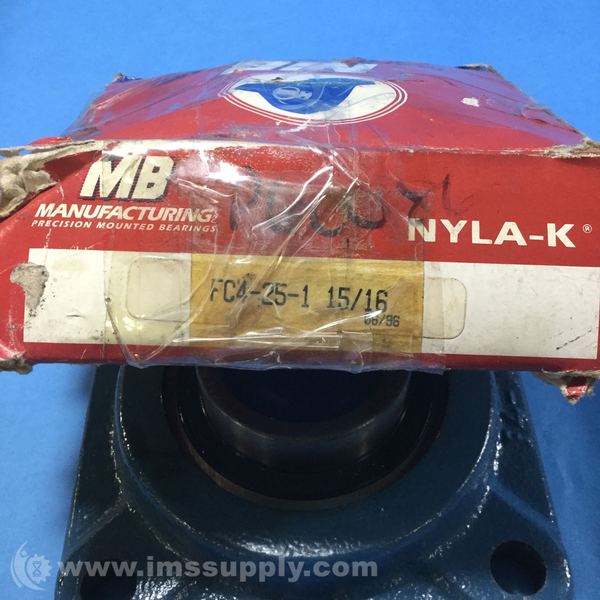 MB
MANUFACTURING
PRECISION MOUNTED BEARINGS
NYLA-K®
FC4-25-1 15/16
08/96
www.imssupply.com